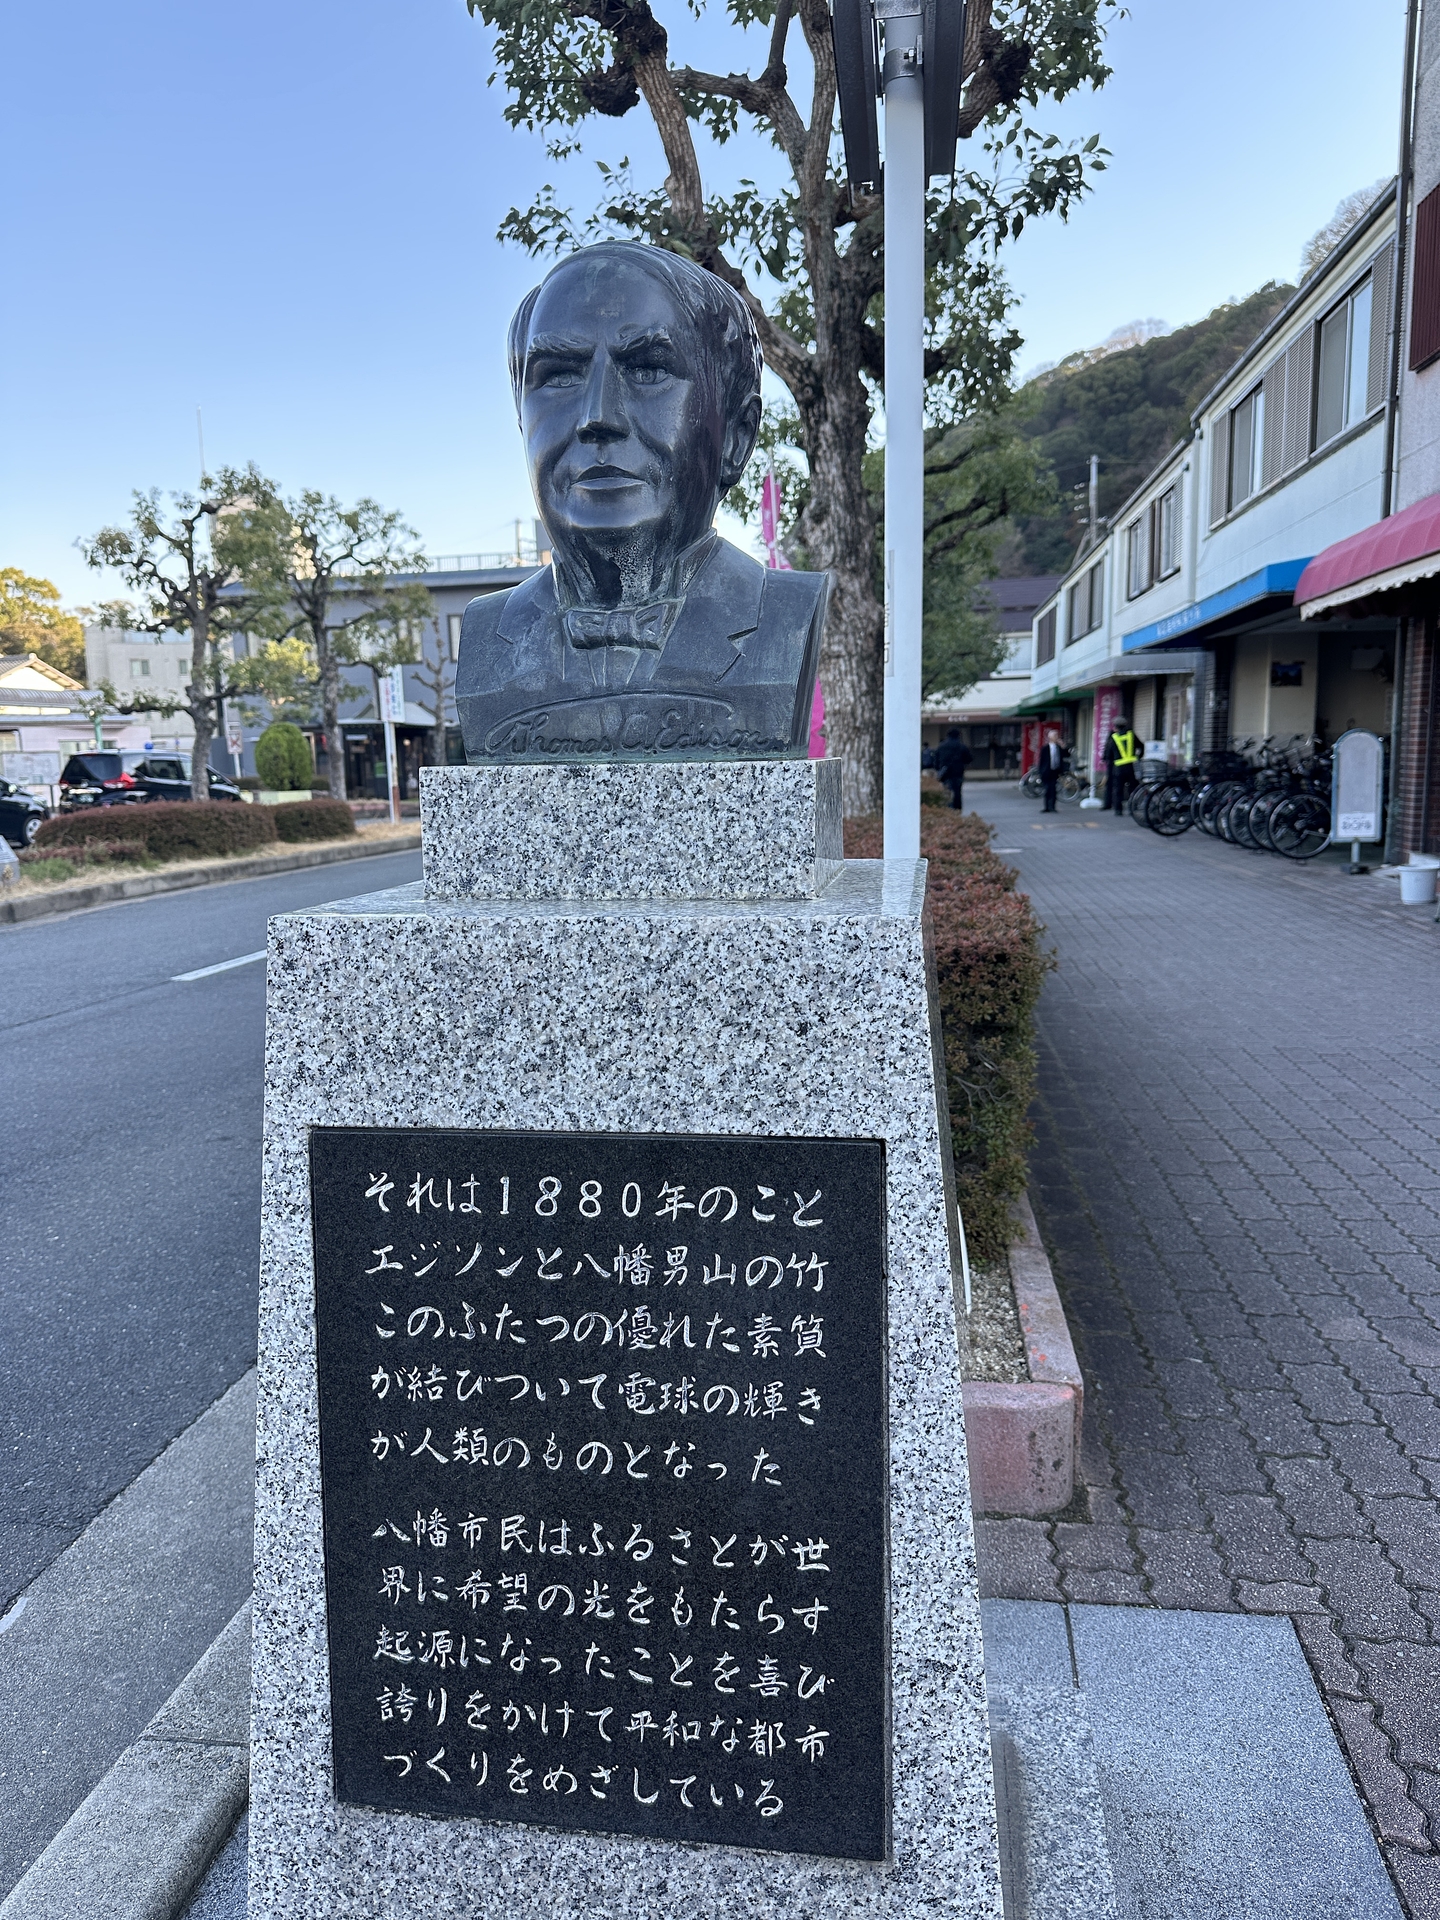 Thomas A. Edison
それは1880年のこと
エジソンと八幡男山の竹
このふたつの優れた素質
が結びついて電球の輝き
が人類のものとなった
八幡市民はふるさとが世
界に希望の光をもたらす
起源になったことを喜び
誇りをかけて平和な都市
づくりをめざしている